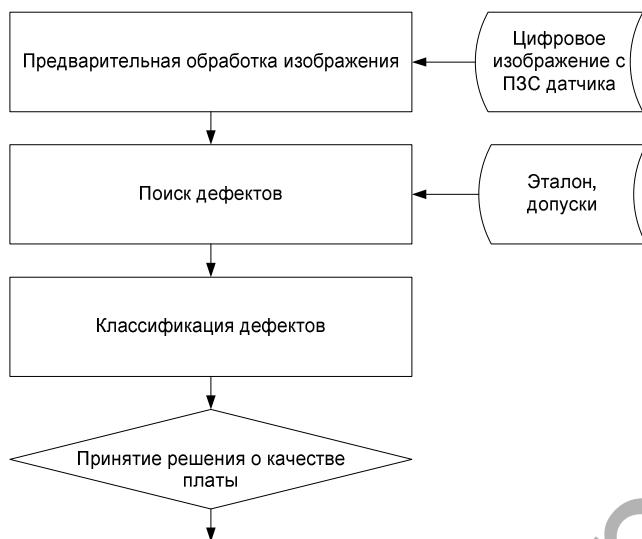 Предварительная обработка изображения
Цифровое
изображение с
ПЗС датчика
Поиск дефектов
Эталон,
допуски
Классификация дефектов
Принятие решения о качестве
платы